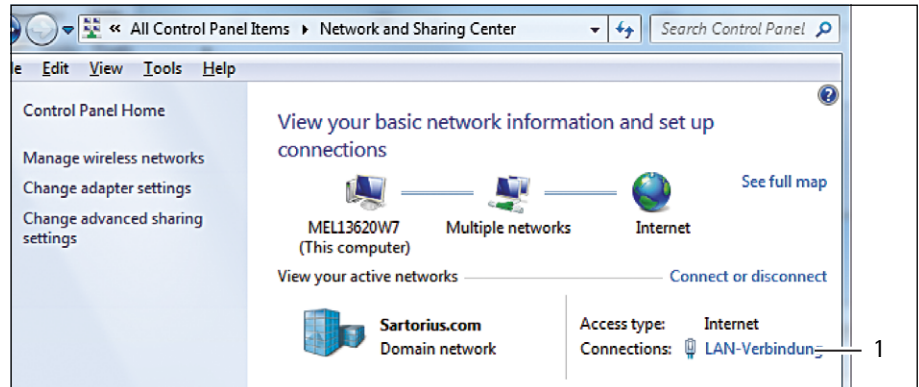 « All Control Panel Items ▸ Network and Sharing Center
Search Control Panel
le Edit View Tools Help
Control Panel Home
Manage wireless networks
Change adapter settings
Change advanced sharing
settings
View your basic network information and set up
connections
See full map
MEL13620W7
(This computer)
Multiple networks
Internet
View your active networks
Connect or disconnect
Sartorius.com
Domain network
Access type: Internet
Connections: LAN-Verbindung
1